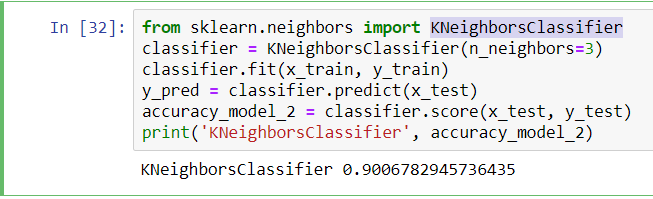 In [32]: from sklearn.neighbors import KNeighborsClassifier
classifier = KNeighborsClassifier(n_neighbors=3)
classifier.fit(x_train, y_train)
y_pred = classifier.predict(x_test)
accuracy_model_2 = classifier.score(x_test, y_test)
print('KNeighborsClassifier', accuracy_model_2)
KNeighborsClassifier 0.9006782945736435